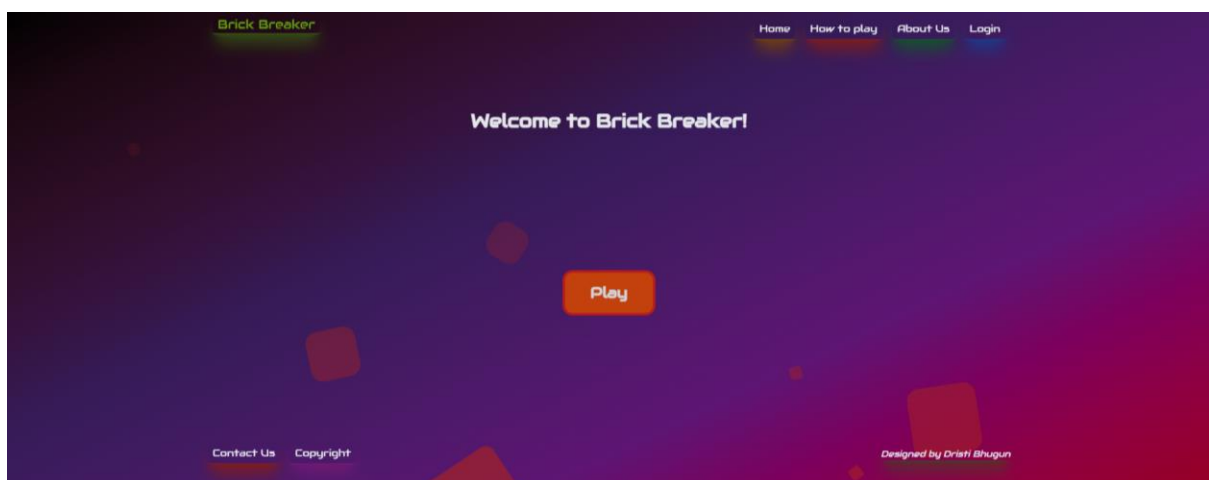 Brick Breaker
Home How to play About Us Login
Welcome to Brick Breaker!
Play
Contact Us Copyright
Designed by Dristi Bhugun